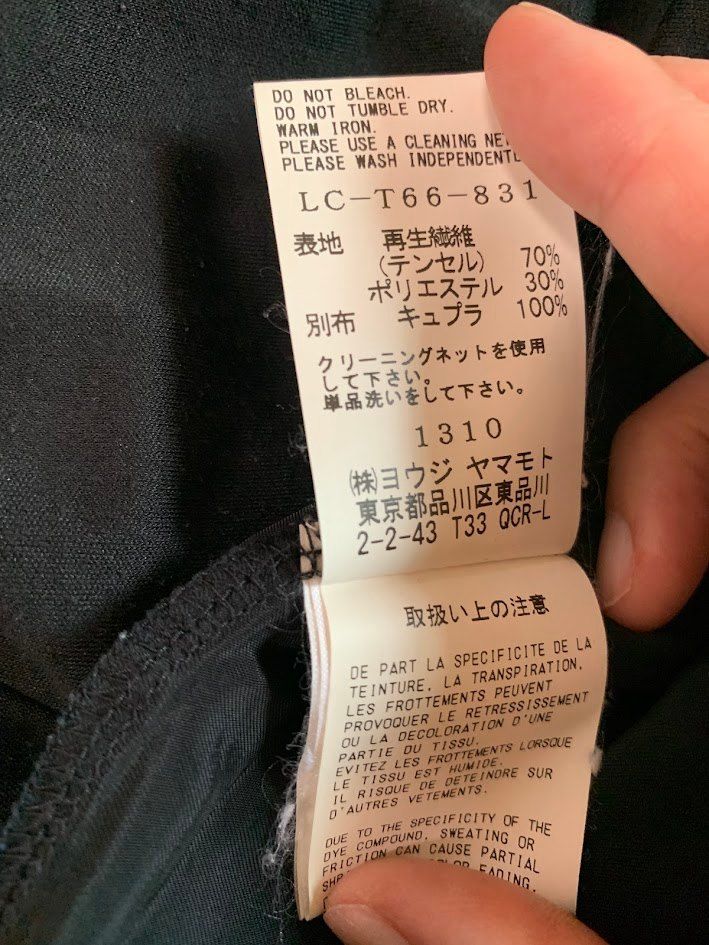 DO NOT BLEACH.
DO NOT TUMBLE DRY.
WARM IRON.
PLEASE USE A CLEANING
PLEASE WASH
LC-T66-831
表地 再生繊維
(テンセル) 70%
ポリエステル 30%
別布 キュプラ 100%
クリーニングネットを使用
して下さい。
単品洗いをして下さい。
1310
(株)ヨウジ ヤマモト
東京都品川区東品川
2-2-43 T33 QCR-L
取扱い上の注意
DE PART LA SPECIFICITE DE LA
TEINTURE, LA TRANSPIRATION,
LES FROTTEMENTS PEUVENT
PROVOQUER LE RETRESSISSEMENT
OU LA DECOLORATION D'UNE
PARTIE DU TISSU.
EVITEZ LES FROTTEMENTS LORSQUE
LE TISSU EST HUMIDE.
IL RISQUE DE DETEINDRE SUR
D'AUTRES VETEMENTS.
DUE TO THE SPECIFICITY OF THE
DYE COMPOUND, SWEATING OR
FRICTION CAN CAUSE PARTIAL
FADING,